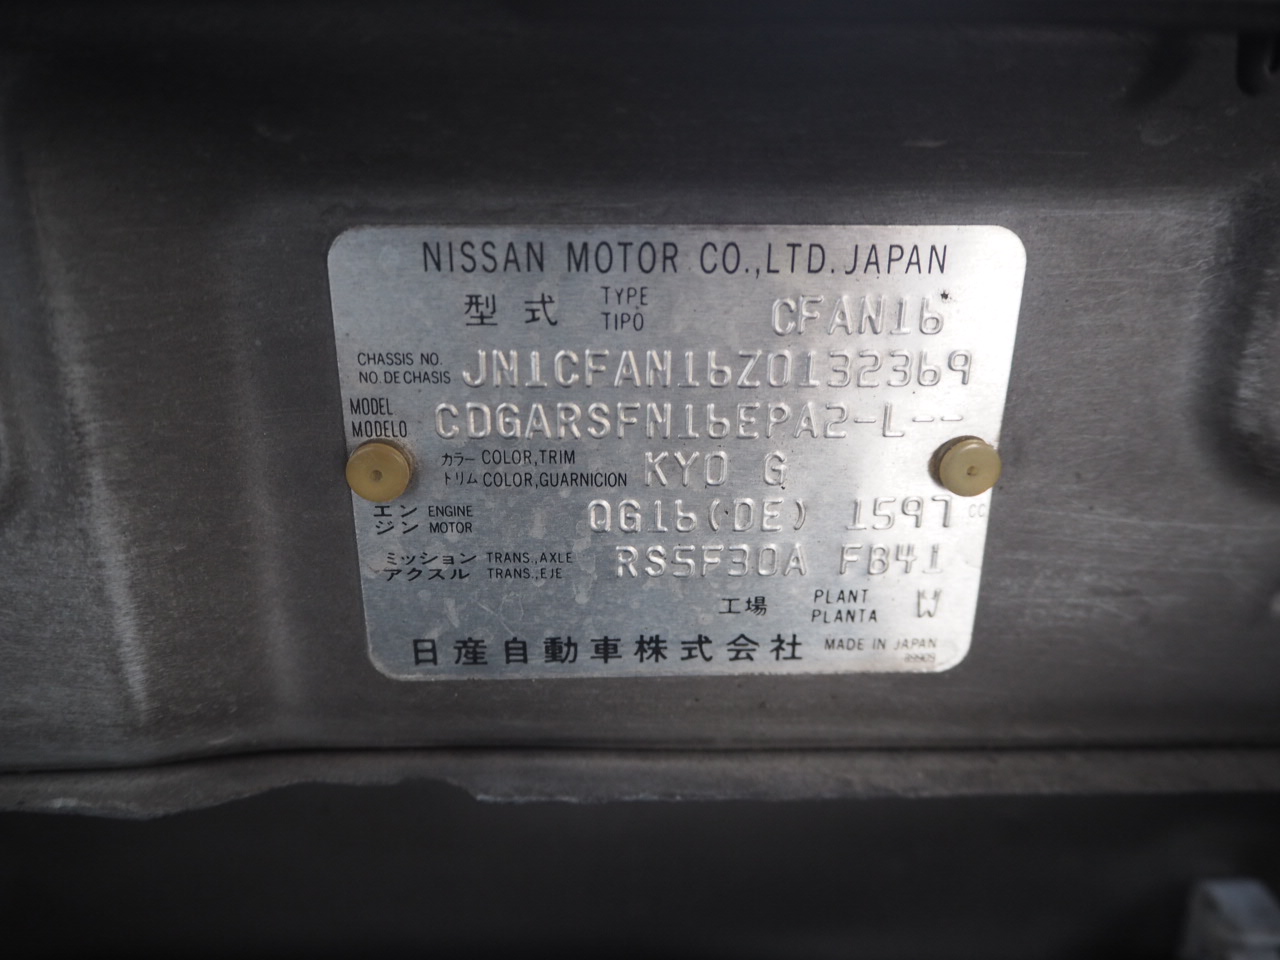 NISSAN MOTOR CO.,LTD. JAPAN
型式 TYPE TIPO CFAN16
CHASSIS NO. NO. DE CHASIS JN1CFAN16Z0132369
MODEL MODELO CDGARSFN16EPA2-L--
カラー COLOR,TRIM
トリム COLOR,GUARNICION KY0 G
エン ENGINE
ジン MOTOR QG16(DE) 1597 CC
ミッション TRANS.,AXLE
アクスル TRANS.,EJE RS5F30A FB41
工場 PLANT PLANTA W
日産自動車株式会社 MADE IN JAPAN